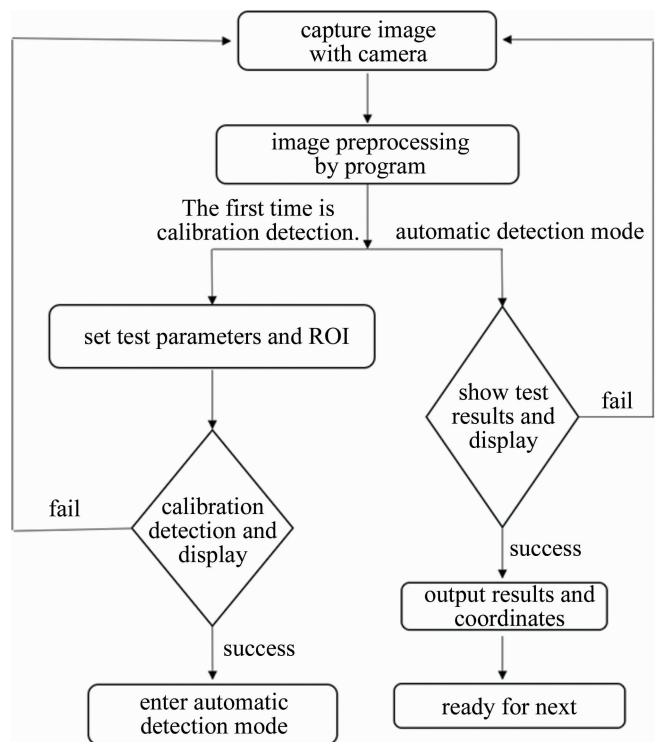 capture image
with camera
image preprocessing
by program
The first time is
calibration detection.
automatic detection mode
set test parameters and ROI
show test
results and
display
fail
fail
calibration
detection and
display
success
output results and
coordinates
success
enter automatic
detection mode
ready for next